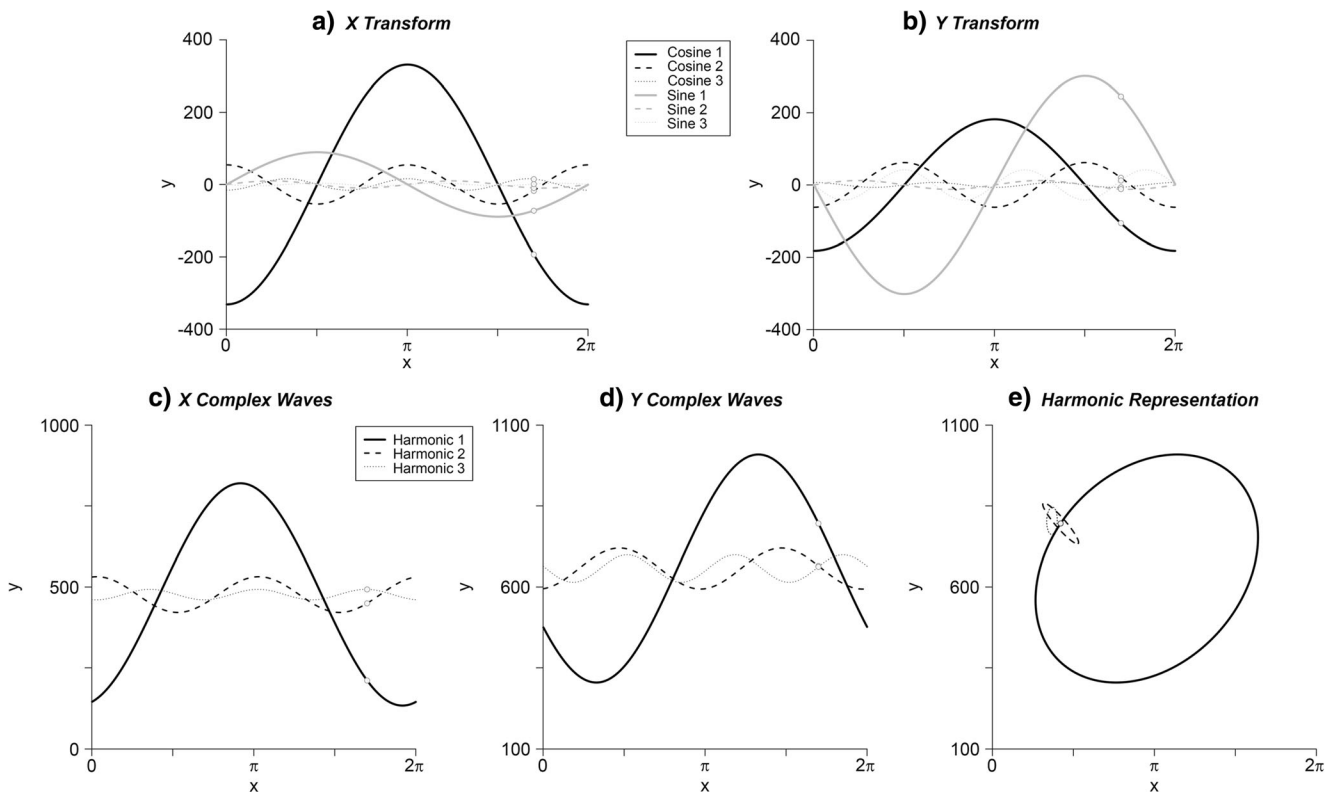 a) X Transform
400
200
0
-200
-400
y
0
π
2π
x
Cosine 1
Cosine 2
Cosine 3
Sine 1
Sine 2
Sine 3
b) Y Transform
400
200
0
-200
-400
y
0
π
2π
x
c) X Complex Waves
1000
500
0
y
0
π
2π
x
Harmonic 1
Harmonic 2
Harmonic 3
d) Y Complex Waves
1100
600
100
y
0
π
2π
x
e) Harmonic Representation
1100
600
100
y
0
π
2π
x